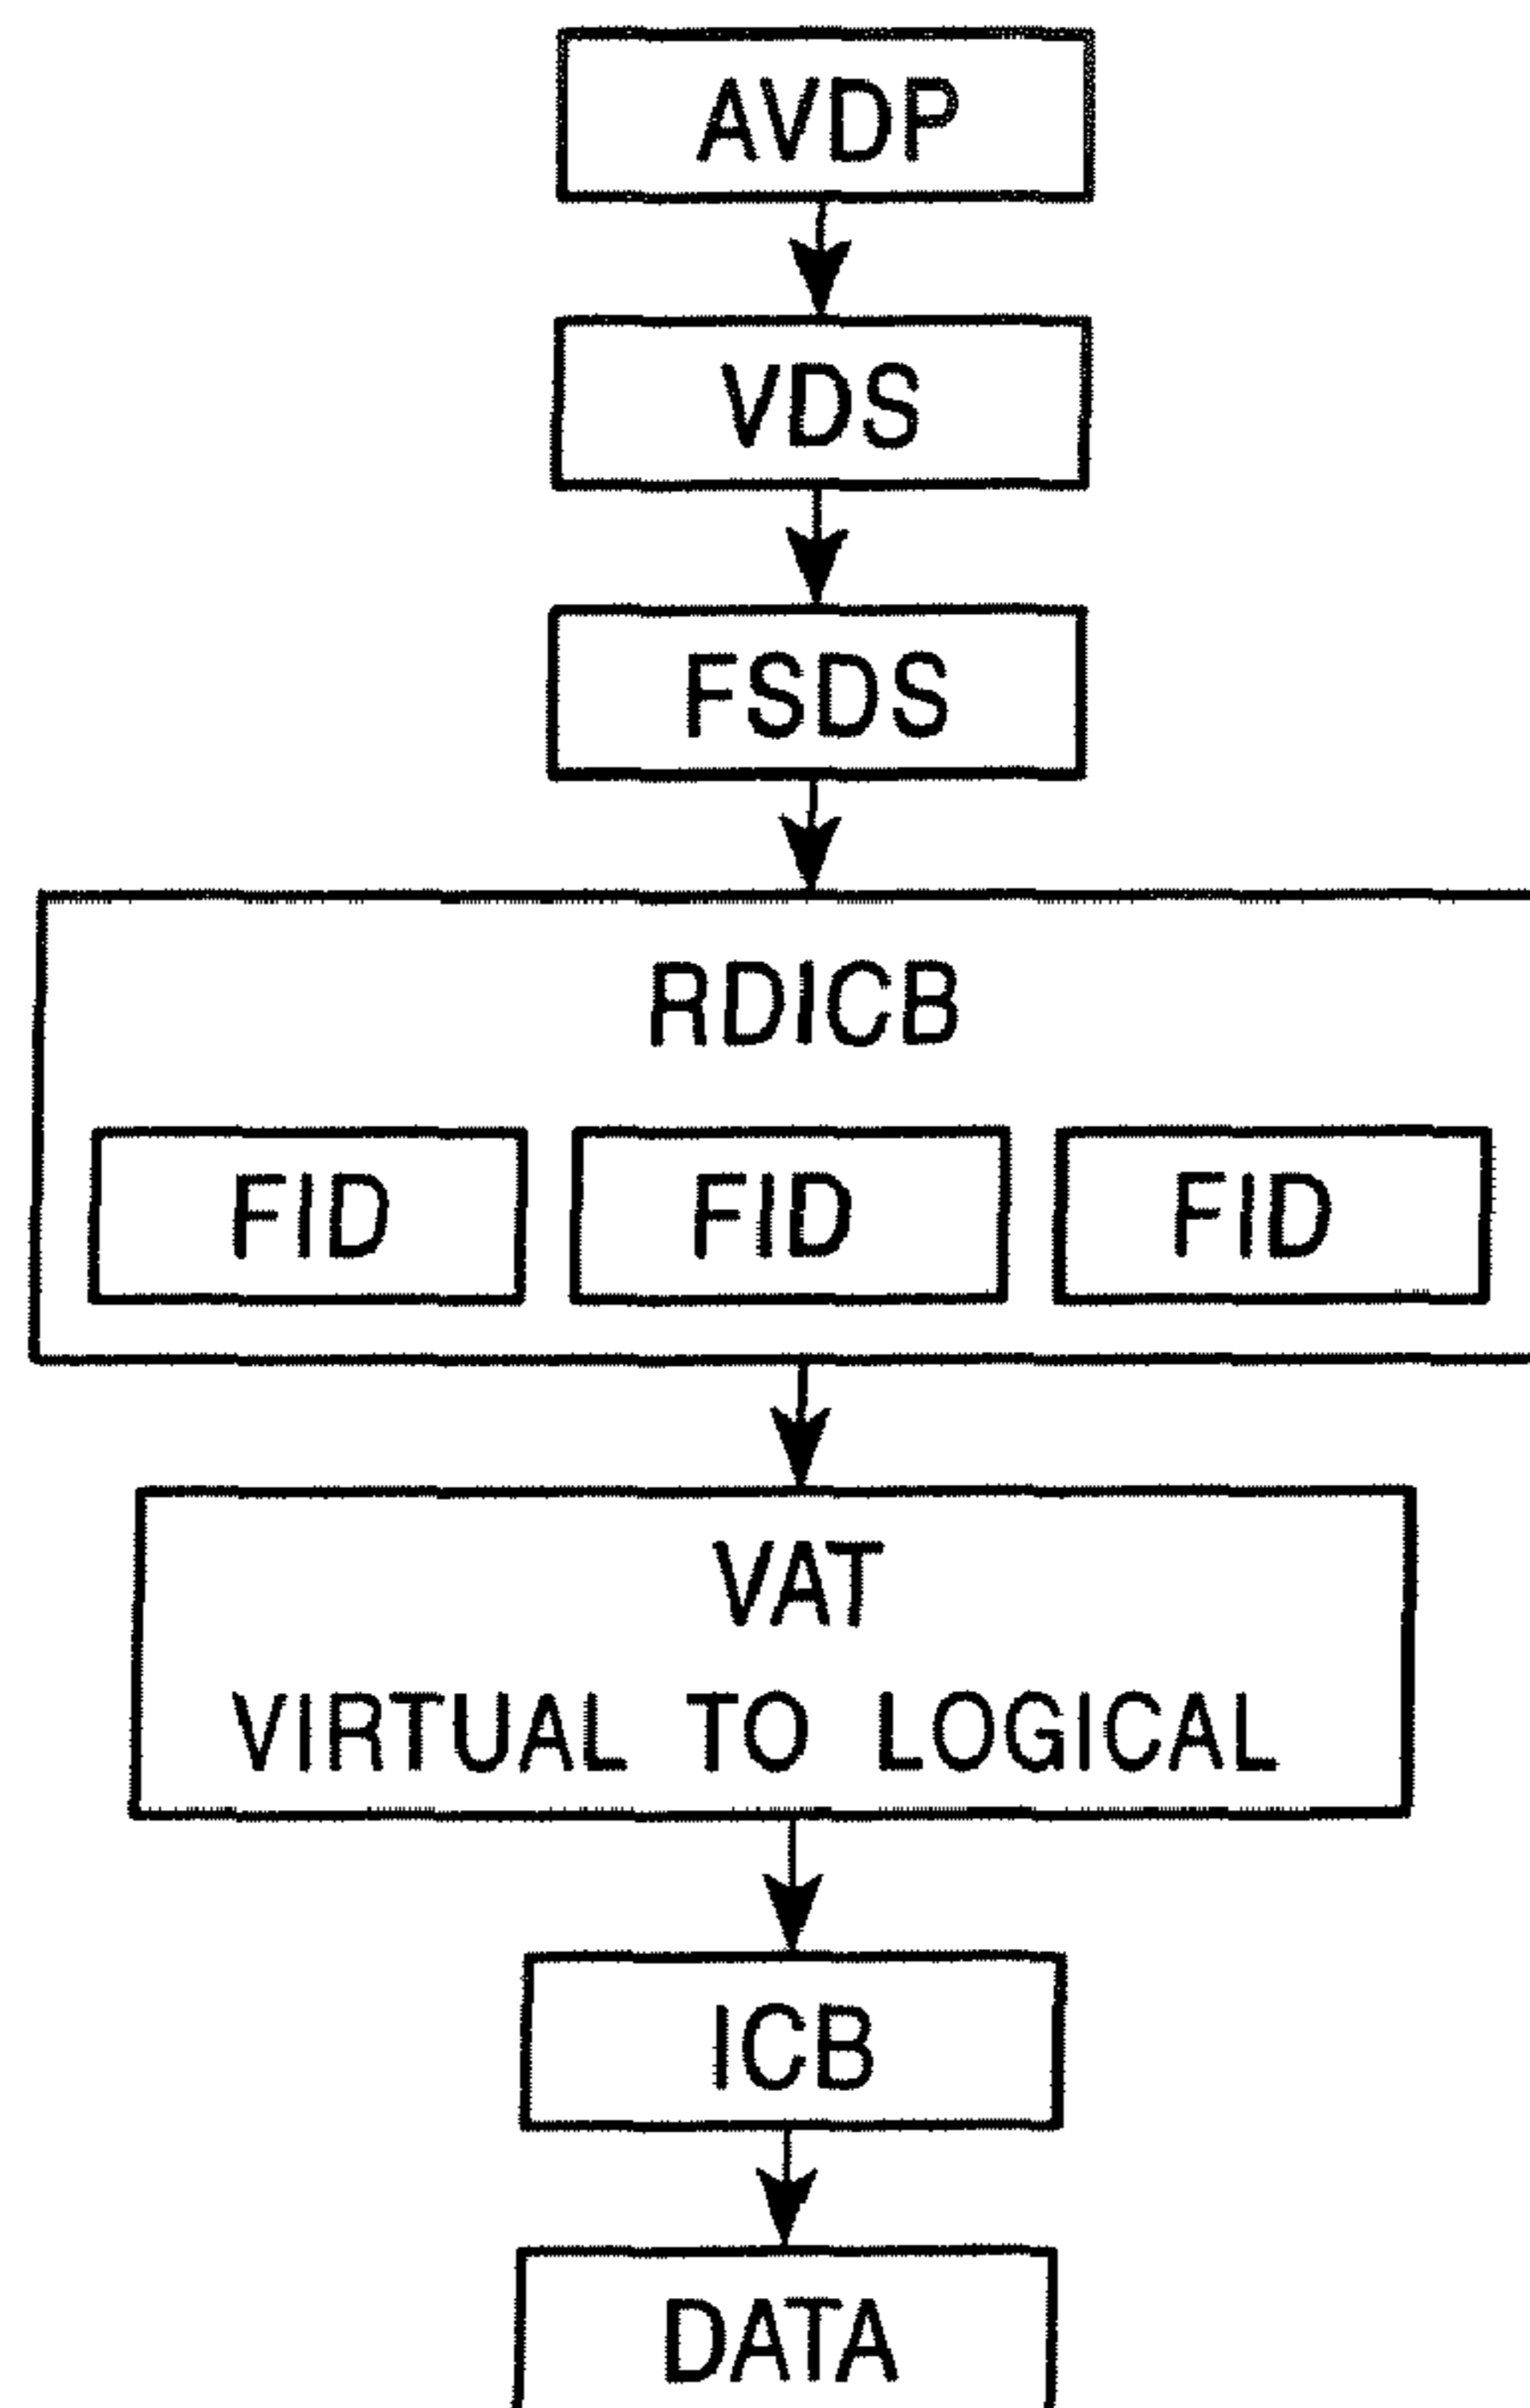 AVDP
VDS
FSDS
RDICB
FID FID FID
VAT
VIRTUAL TO LOGICAL
ICB
DATA